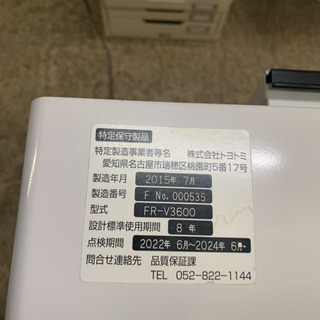 特定保守製品
特定製造事業者等名 株式会社トヨトミ
愛知県名古屋市瑞穂区桃園町5番17号
製造年月 2015年 7月
製造番号 F No.000535
型式 FR-V3600
設計標準使用期間 8 年
点検期間 2022年 6月〜2024年 6月
問合せ連絡先 品質保証課
TEL 052-822-1144